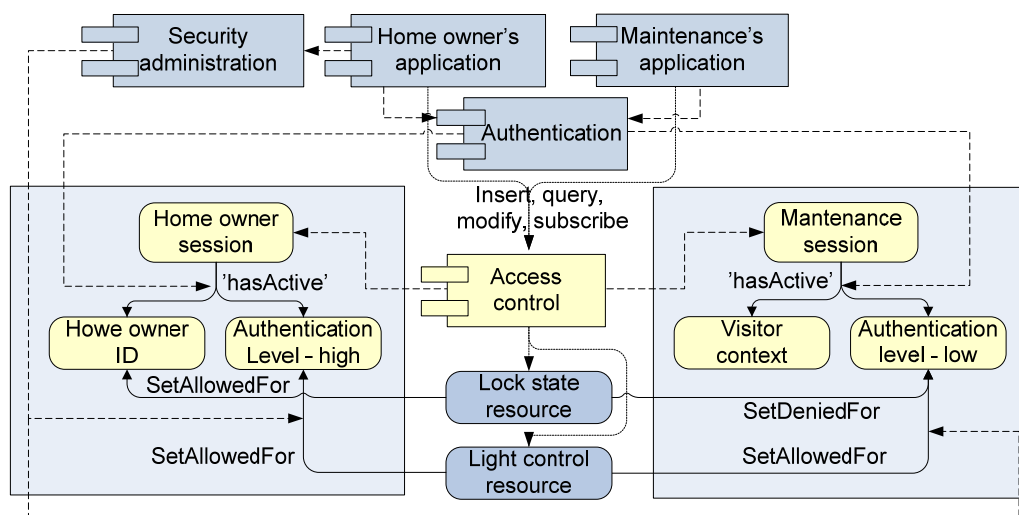 Security
administration
Home owner's
application
Maintenance's
application
Authentication
Insert, query,
modify, subscribe
Home owner
session
'hasActive'
Howe owner
ID
Authentication
Level - high
SetAllowedFor
SetAllowedFor
Access
control
Lock state
resource
Light control
resource
Mantenance
session
'hasActive'
Visitor
context
Authentication
level - low
SetDeniedFor
SetAllowedFor